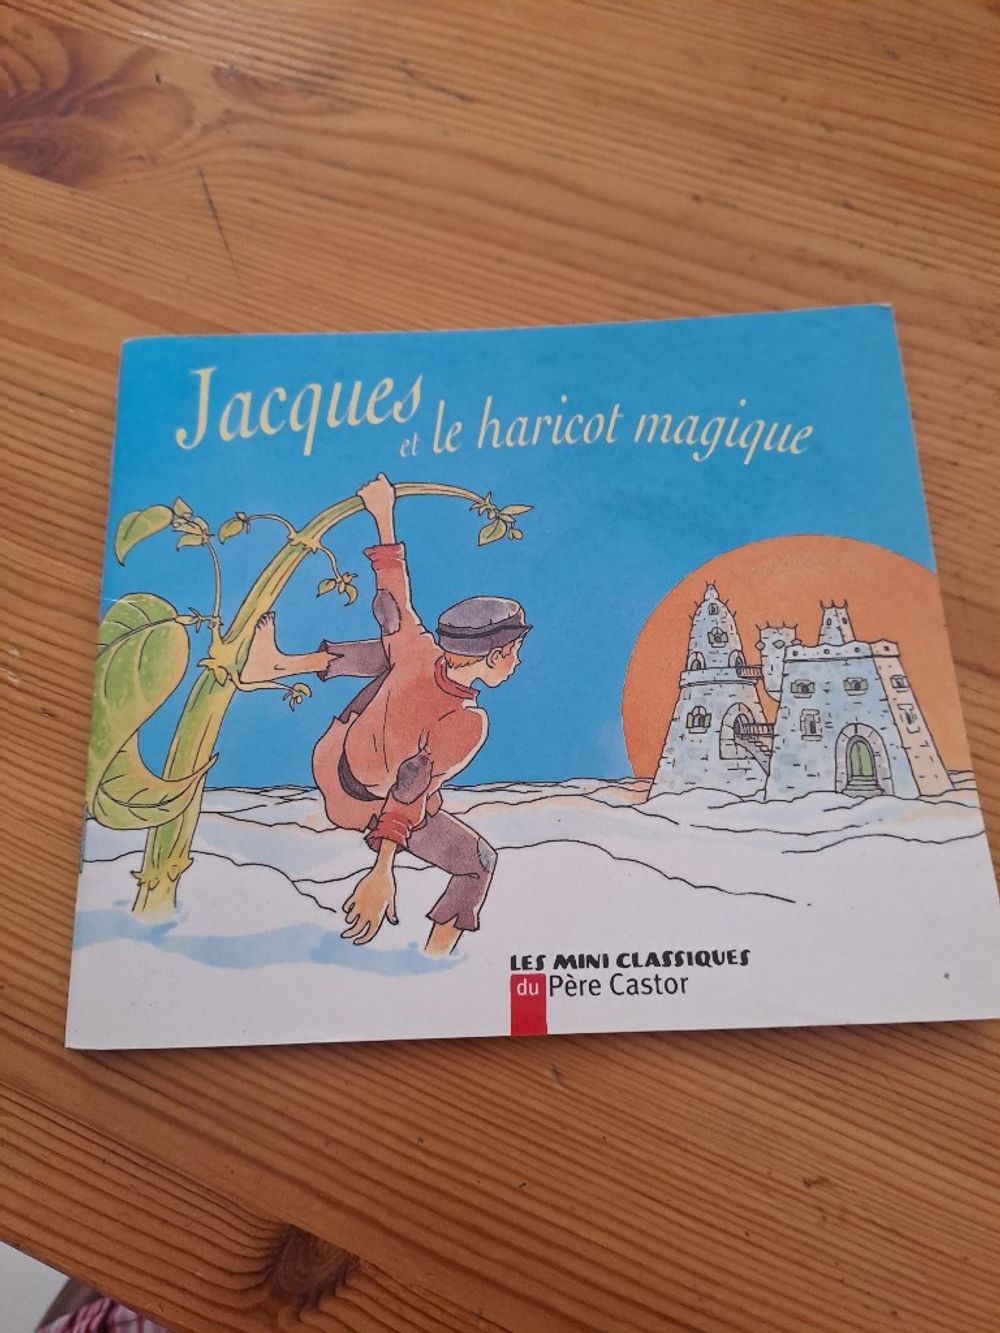 Jacques et le haricot magique
LES MINI CLASSIQUES
du Père Castor